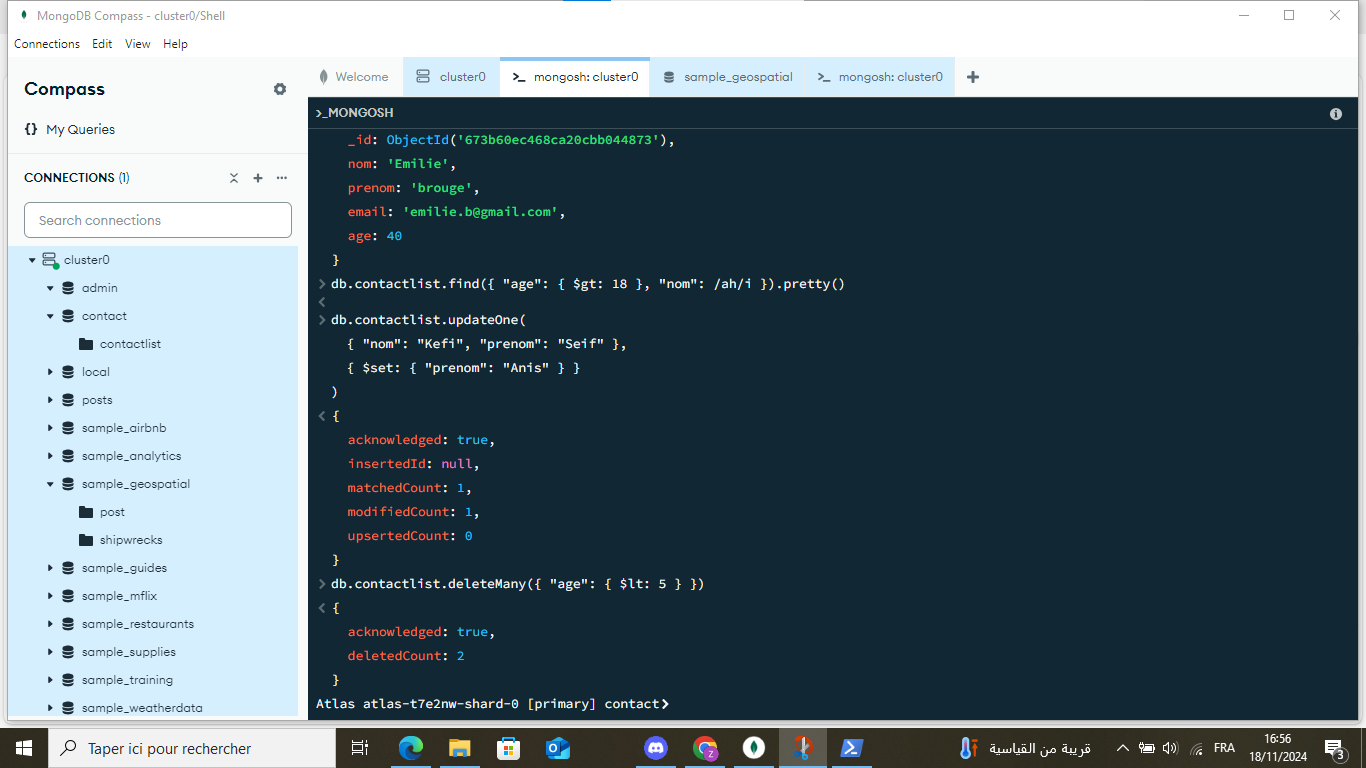 MongoDB Compass - cluster0/Shell
Connections Edit View Help
Compass
My Queries
CONNECTIONS (1)
Search connections
cluster0
admin
contact
contactlist
local
posts
sample_airbnb
sample_analytics
sample_geospatial
post
shipwrecks
sample_guides
sample_mflix
sample_restaurants
sample_supplies
sample_training
sample_weatherdata
Welcome cluster0 >_ mongosh: cluster0 sample_geospatial >_ mongosh: cluster0 +
>_MONGOSH
_id: ObjectId('673b60ec468ca20cbb044873'),
nom: 'Emilie',
prenom: 'brouge',
email: 'emilie.b@gmail.com',
age: 40
}
> db.contactlist.find({ "age": { $gt: 18 }, "nom": /ah/i }).pretty()
<
> db.contactlist.updateOne(
{ "nom": "Kefi", "prenom": "Seif" },
{ $set: { "prenom": "Anis" } }
)
< {
acknowledged: true,
insertedId: null,
matchedCount: 1,
modifiedCount: 1,
upsertedCount: 0
}
> db.contactlist.deleteMany({ "age": { $lt: 5 } })
< {
acknowledged: true,
deletedCount: 2
}
Atlas atlas-t7e2nw-shard-0 [primary] contact>
Taper ici pour rechercher
قريبة من القياسية
FRA
16:56
18/11/2024
3